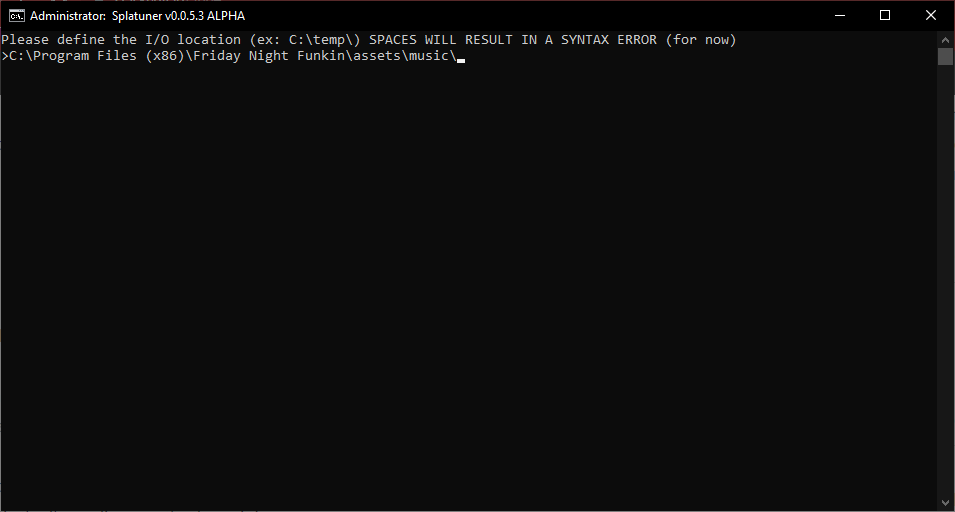 Administrator:  Splatuner v0.0.5.3 ALPHA
Please define the I/O location (ex: C:\temp\) SPACES WILL RESULT IN A SYNTAX ERROR (for now)
>C:\Program Files (x86)\Friday Night Funkin\assets\music\